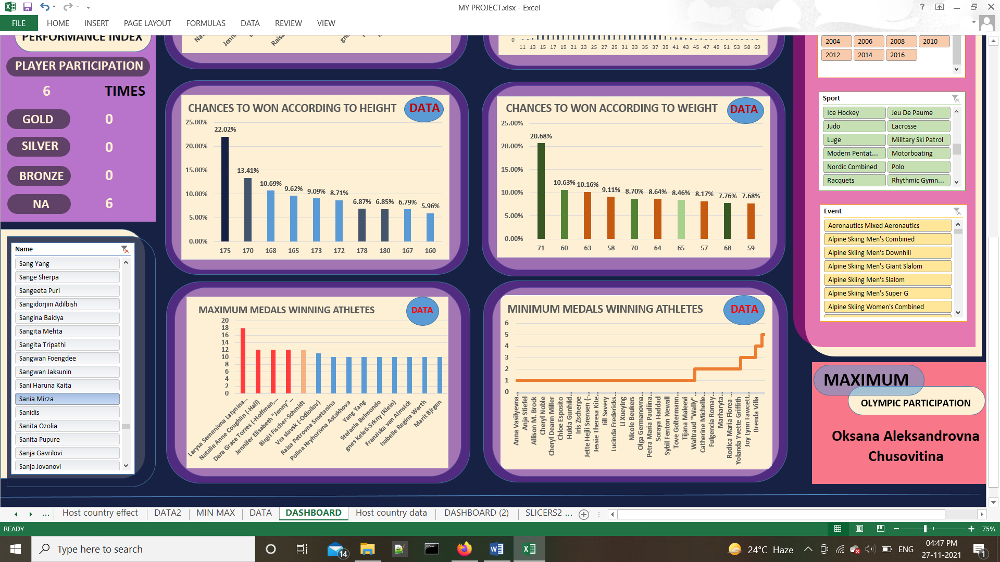 MY PROJECT.xlsx - Excel
FILE HOME INSERT PAGE LAYOUT FORMULAS DATA REVIEW VIEW
PERFORMANCE INDEX
PLAYER PARTICIPATION
6 TIMES
GOLD 0
SILVER 0
BRONZE 0
NA 6
Name
Sang Yang
Sange Sherpa
Sangeeta Puri
Sangidorjiin Adilbish
Sangina Baidya
Sangita Mehta
Sangita Tripathi
Sangwan Foengdee
Sangwan Jaksunin
Sani Haruna Kaita
Sania Mirza
Sanidis
Sanita Ozolia
Sanita Pupure
Sanja Gavrilovi
Sanja Jovanovi
0
11 13 15 17 19 21 23 25 27 29 31 33 35 37 39 41 43 45 47 49 51 53 58 69
CHANCES TO WON ACCORDING TO HEIGHT DATA
25.00%
20.00%
15.00%
10.00%
5.00%
0.00%
22.02% 13.41% 10.69% 9.62% 9.09% 8.71% 6.87% 6.85% 6.79% 5.96%
175 170 168 165 173 172 178 180 167 160
CHANCES TO WON ACCORDING TO WEIGHT DATA
25.00%
20.00%
15.00%
10.00%
5.00%
0.00%
20.68% 10.63% 10.16% 9.11% 8.70% 8.64% 8.46% 8.17% 7.76% 7.68%
71 60 63 58 70 64 65 57 68 59
MAXIMUM MEDALS WINNING ATHLETES DATA
20
18
16
14
12
10
8
6
4
2
0
Larysa Semenivna Latynina...
Natalie Anne Coughlin (-Hall)
Dara Grace Torres (-Hoffman,...
Jennifer Elisabeth "Jenny"...
Birgit Fischer-Schmidt
Vra slavsk (-Odloilov)
Raisa Petrovna Smetanina
Polina Hryhorivna Astakhova
Yang Yang
Stefania Belmondo
gnes Keleti-Srkny (Klein)
Franziska van Almsick
Isabelle Regina Werth
Marit Bjrgen
MINIMUM MEDALS WINNING ATHLETES DATA
6
5
4
3
2
1
0
Anna Vasilyevna...
Anja Stiefel
Allison M. Brock
Cheryl Noble
Cheryl Deann Miller
Chloe Esposito
Hulda Gunhild...
Iris Zscherpe
Jette Hejli Srensen (-...
Jessie Theresa Kite...
Jill Savery
Lucinda Fredericks...
Li Xueying
Nicole Beukers
Olga Germanovna...
Petra Maria Pauliina...
Soraya Haddad
Sybil Fenton Newall
Tove Goltermann...
Tijana Maleevi
Waltraud "Wally"...
Catherine Michelle...
Fulgencia Romay...
Marharyta...
Rodica Maria Florea-...
Yolanda Yvette Griffith
Joy Lynn Fawcett...
Brenda Villa
2004 2006 2008 2010
2012 2014 2016
Sport
Ice Hockey Jeu De Paume
Judo Lacrosse
Luge Military Ski Patrol
Modern Pentat... Motorboating
Nordic Combined Polo
Racquets Rhythmic Gymn...
Event
Aeronautics Mixed Aeronautics
Alpine Skiing Men's Combined
Alpine Skiing Men's Downhill
Alpine Skiing Men's Giant Slalom
Alpine Skiing Men's Slalom
Alpine Skiing Men's Super G
Alpine Skiing Women's Combined
MAXIMUM
OLYMPIC PARTICIPATION
Oksana Aleksandrovna
Chusovitina
... Host country effect DATA2 MIN MAX DATA DASHBOARD Host country data DASHBOARD (2) SLICERS2 ...
READY 75%
Type here to search 14 24°C Haze ENG 04:47 PM
27-11-2021 1